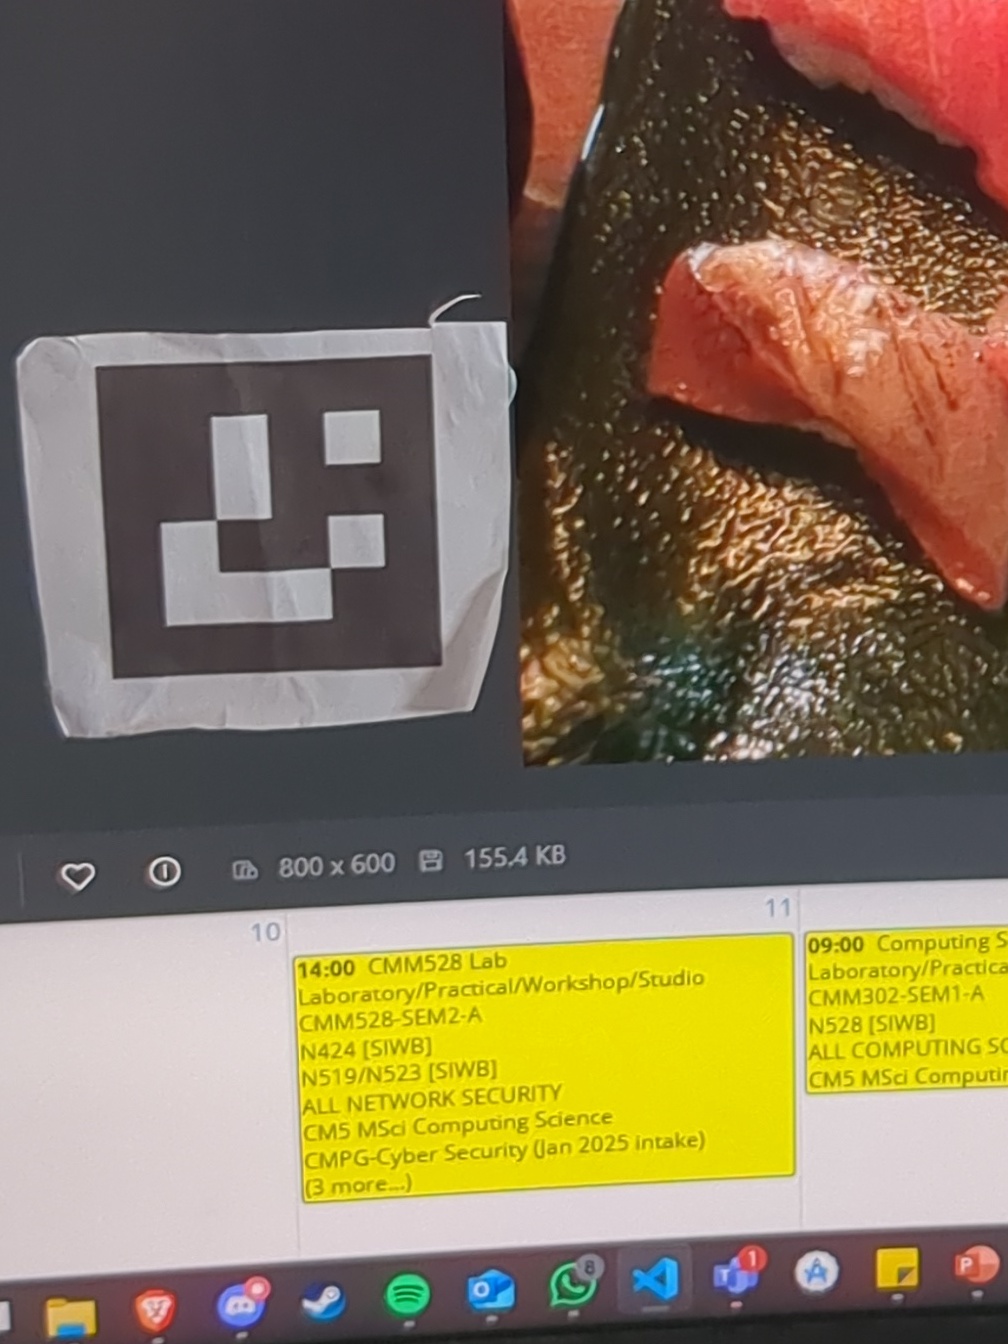 800 x 600 155.4 KB
10
11
14:00 CMM528 Lab
Laboratory/Practical/Workshop/Studio
CMM528-SEM2-A
N424 [SIWB]
N519/N523 [SIWB]
ALL NETWORK SECURITY
CM5 MSci Computing Science
CMPG-Cyber Security (Jan 2025 intake)
(3 more...)
09:00 Computing S
Laboratory/Practica
CMM302-SEM1-A
N528 [SIWB]
ALL COMPUTING SC
CM5 MSci Computin
8
1